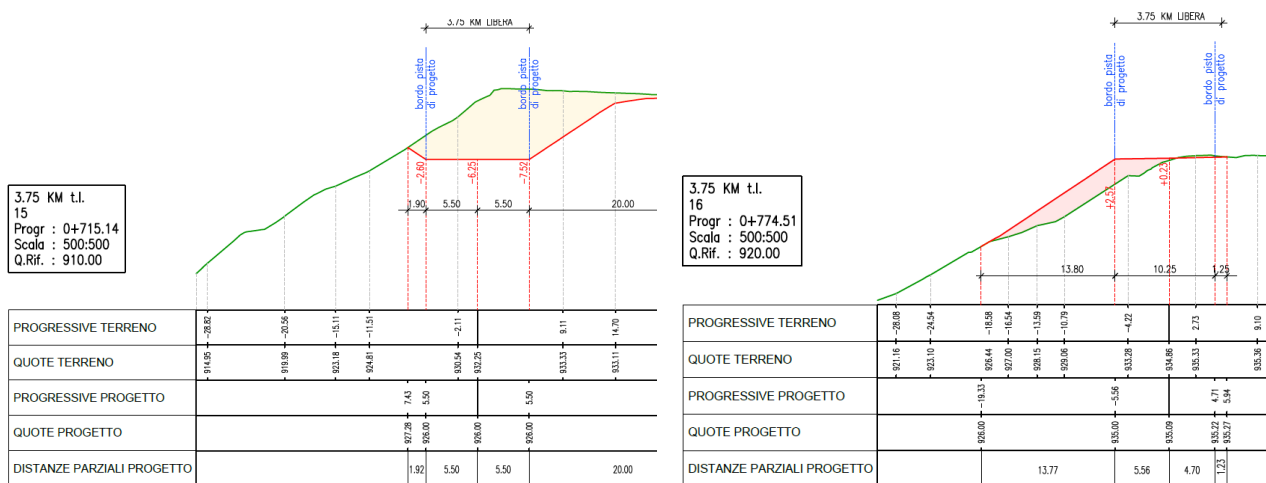 3.75 KM LIBERA
bordo pista
di progetto
bordo pista
di progetto
-2.60
-6.25
-7.52
1.90
5.50
5.50
20.00
3.75 KM t.l.
15
Progr : 0+715.14
Scala : 500:500
Q.Rif. : 910.00
PROGRESSIVE TERRENO
-28.82
-20.56
-15.11
-11.51
-2.11
9.11
14.70
QUOTE TERRENO
914.95
919.99
923.18
924.81
930.54
932.25
933.33
933.11
PROGRESSIVE PROGETTO
7.43
5.50
5.50
QUOTE PROGETTO
927.28
926.00
926.00
926.00
DISTANZE PARZIALI PROGETTO
1.92
5.50
5.50
20.00
3.75 KM LIBERA
bordo pista
di progetto
bordo pista
di progetto
+2.57
+0.23
13.80
10.25
1.25
3.75 KM t.l.
16
Progr : 0+774.51
Scala : 500:500
Q.Rif. : 920.00
PROGRESSIVE TERRENO
-28.08
-24.54
-18.58
-16.54
-13.59
-10.79
-4.22
2.73
9.10
QUOTE TERRENO
921.16
923.10
926.44
927.00
928.15
929.06
933.28
934.86
935.33
935.36
PROGRESSIVE PROGETTO
-19.33
-5.56
4.71
5.94
QUOTE PROGETTO
926.00
935.00
935.09
935.22
935.27
DISTANZE PARZIALI PROGETTO
13.77
5.56
4.70
1.23